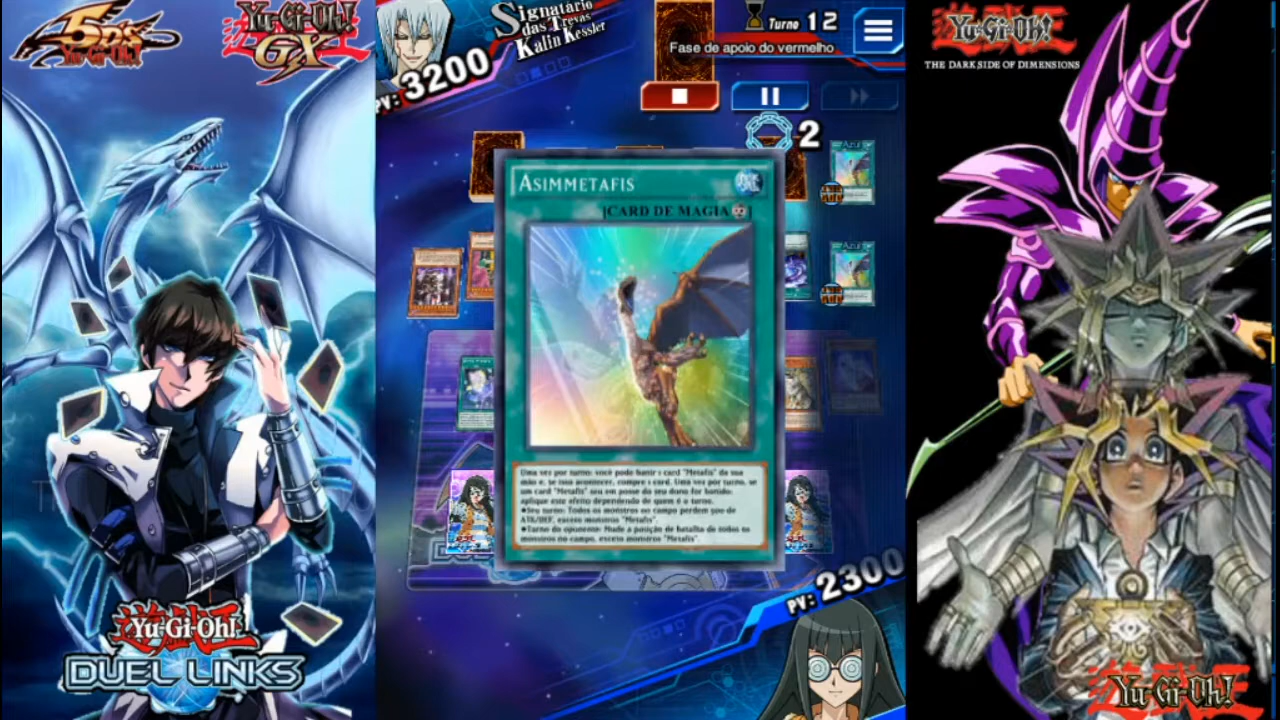 5D's
Yu-Gi-Oh!
Yu-Gi-Oh!
GX
Signatário
das Trevas
Kalin Kessler
PV: 3200
Turno 12
Fase de apoio do vermelho
2
Azul
Azul
ASIMMETAFIS
[CARD DE MAGIA]
Uma vez por turno: você pode banir 1 card "Metafis" da sua
mão e, se isso acontecer, compre 1 card. Uma vez por turno, se
um card "Metafis" seu em posse do seu dono for banido:
aplique este efeito dependendo de quem é o turno.
●Seu turno: Todos os monstros no campo perdem 500 de
ATK/DEF, exceto monstros "Metafis".
●Turno do oponente: Mude a posição de batalha de todos os
monstros no campo, exceto monstros "Metafis".
PV: 2300
Yu-Gi-Oh!
DUEL LINKS
Yu-Gi-Oh!
THE DARK SIDE OF DIMENSIONS
Yu-Gi-Oh!